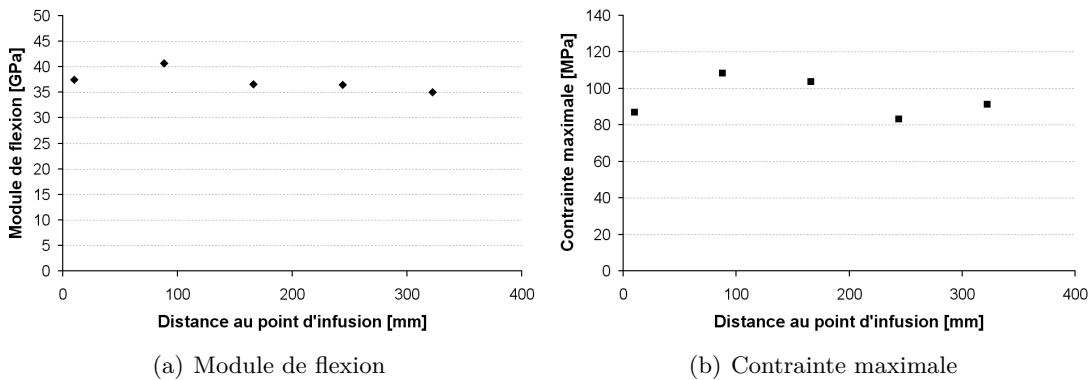 50
45
40
35
30
25
20
15
10
5
0
Module de flexion [GPa]
0 100 200 300 400
Distance au point d'infusion [mm]
(a) Module de flexion
140
120
100
80
60
40
20
0
Contrainte maximale [MPa]
0 100 200 300 400
Distance au point d'infusion [mm]
(b) Contrainte maximale